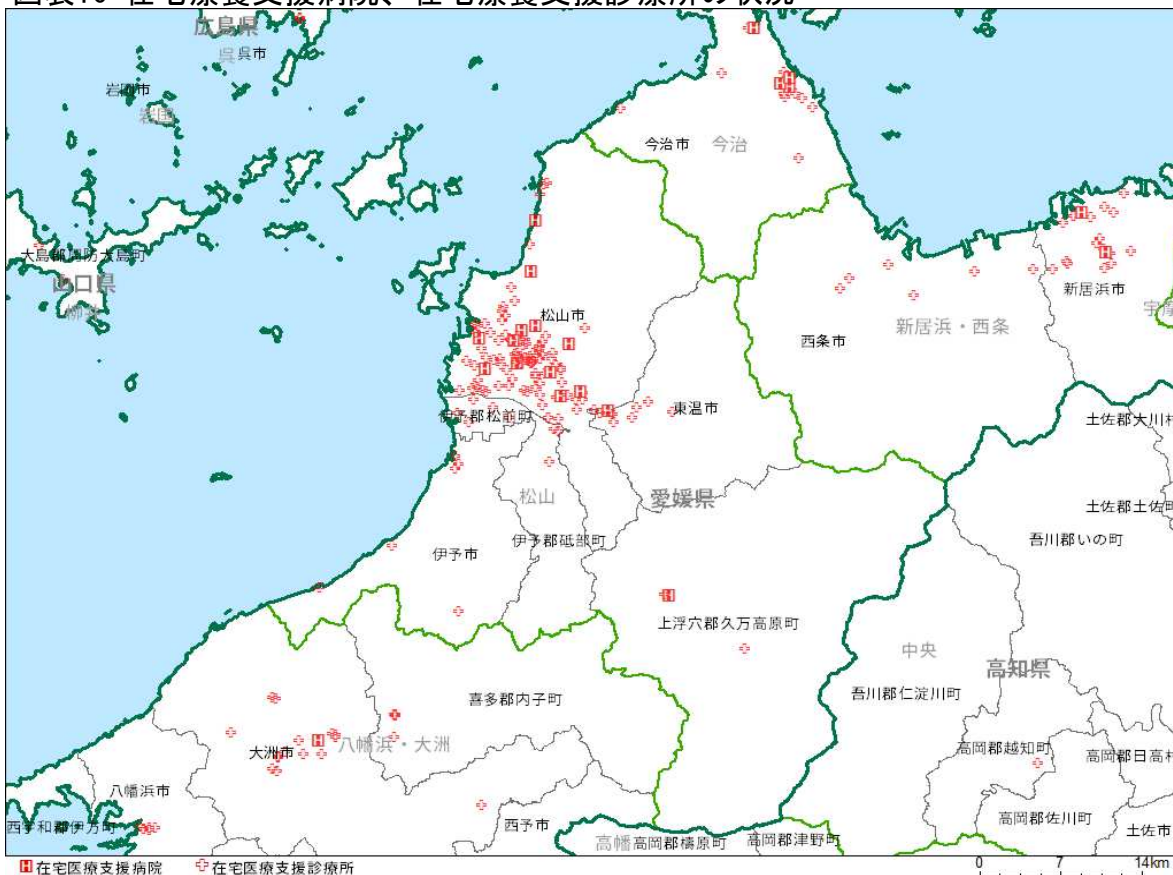 広島県
呉 呉市
岩国市
岩国
今治市 今治
大島郡周防大島町
山口県
柳井
新居浜市
宇摩
松山市
新居浜・西条
西条市
東温市
伊予郡松前町
土佐郡大川村
松山
愛媛県
土佐郡土佐町
伊予市
伊予郡砥部町
吾川郡いの町
上浮穴郡久万高原町
中央
高知県
吾川郡仁淀川町
喜多郡内子町
大洲市
八幡浜・大洲
高岡郡越知町
高岡郡日高村
八幡浜市
高岡郡佐川町
西宇和郡伊方町
西予市
土佐市
高幡 高岡郡檮原町
高岡郡津野町
H 在宅医療支援病院
在宅医療支援診療所
0 7 14km